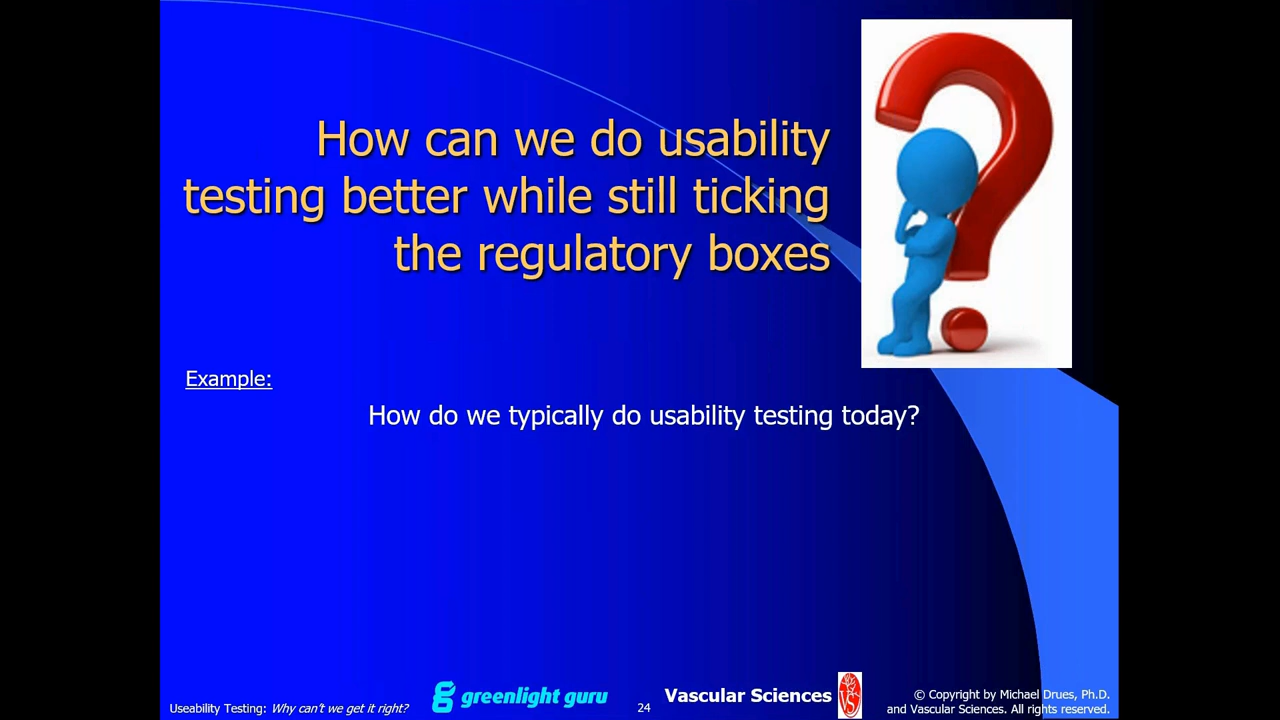 How can we do usability
testing better while still ticking
the regulatory boxes
Example:
How do we typically do usability testing today?
Useability Testing: Why can't we get it right?
greenlight guru
24
Vascular Sciences
VS
© Copyright by Michael Drues, Ph.D.
and Vascular Sciences. All rights reserved.